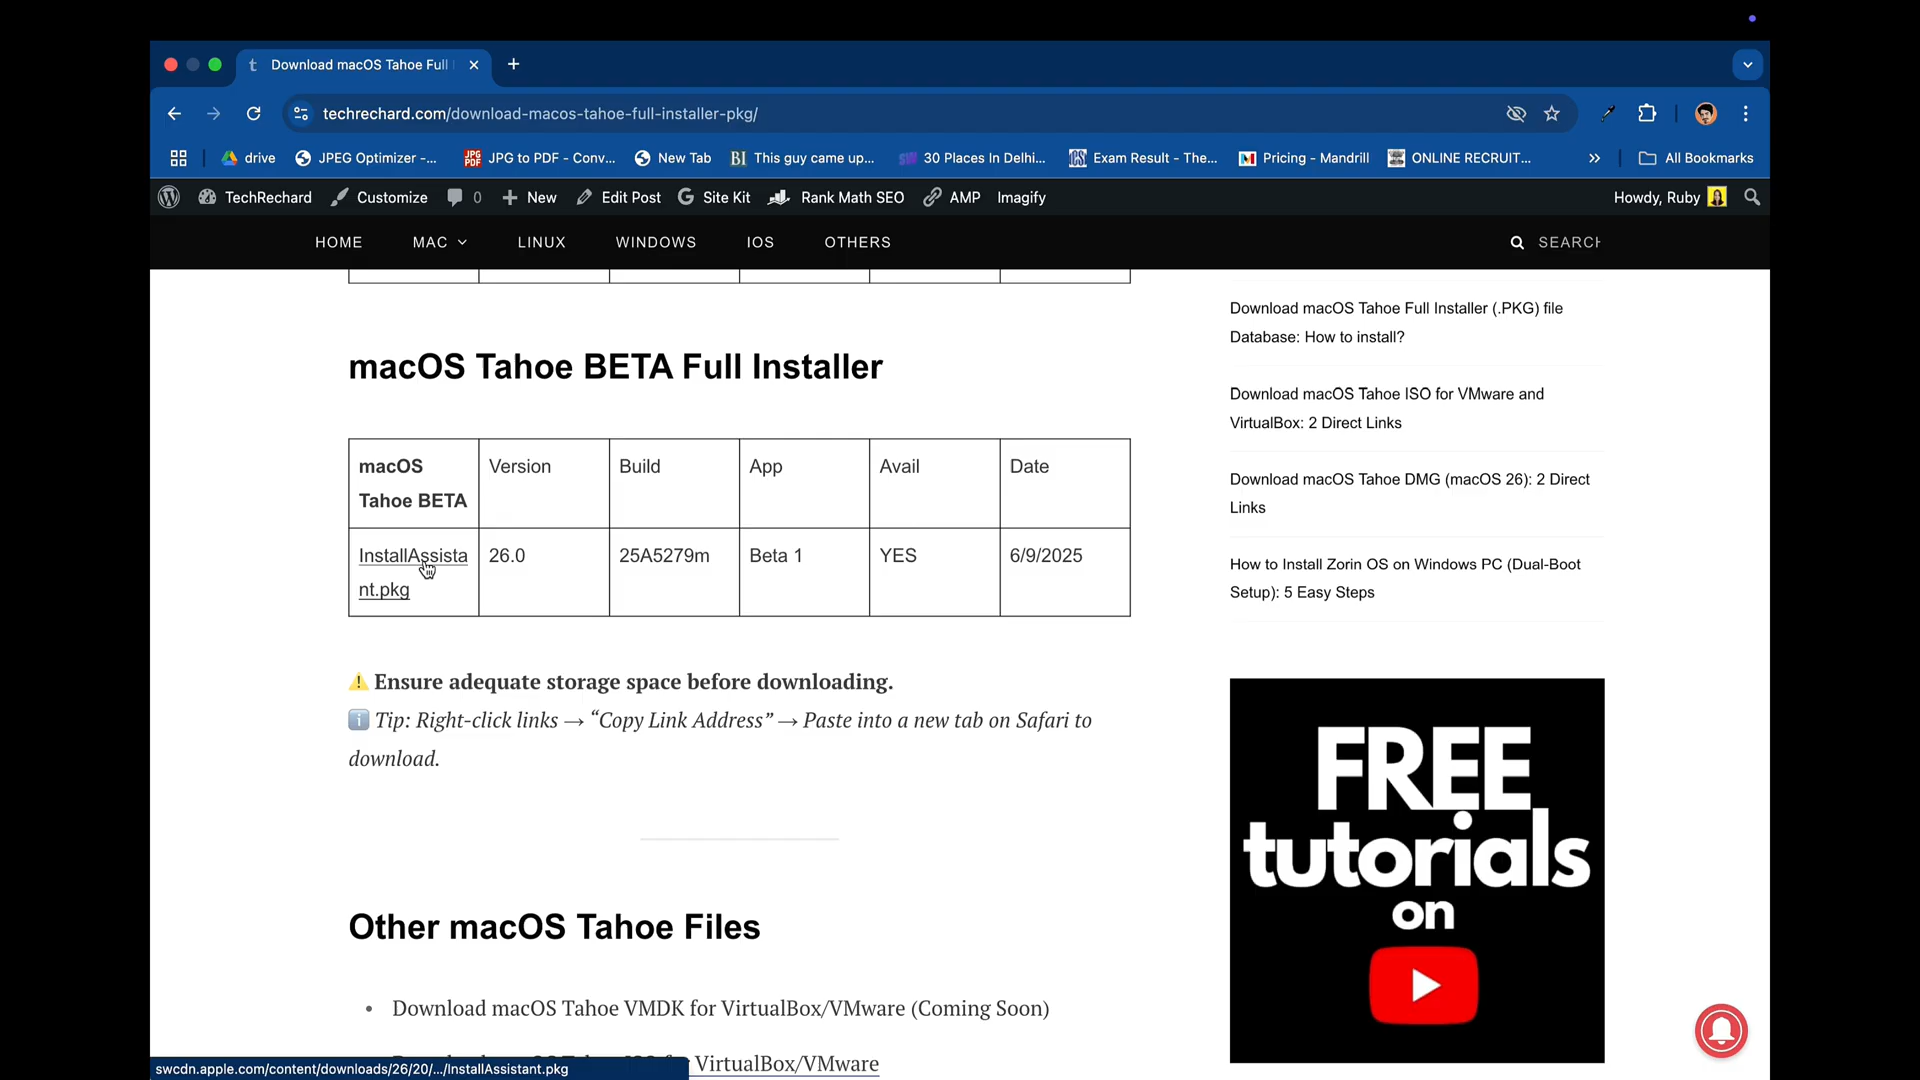 t Download macOS Tahoe Full
techrechard.com/download-macos-tahoe-full-installer-pkg/
drive JPEG Optimizer -... JPG to PDF - Conv... New Tab BI This guy came up... 30 Places In Delhi... Exam Result - The... Pricing - Mandrill ONLINE RECRUIT... » All Bookmarks
TechRechard Customize 0 + New Edit Post Site Kit Rank Math SEO AMP Imagify Howdy, Ruby
HOME MAC LINUX WINDOWS IOS OTHERS SEARCH
macOS Tahoe BETA Full Installer
macOS Tahoe BETA Version Build App Avail Date
InstallAssista
nt.pkg 26.0 25A5279m Beta 1 YES 6/9/2025
⚠️ Ensure adequate storage space before downloading.
ℹ️ Tip: Right-click links → “Copy Link Address” → Paste into a new tab on Safari to
download.
Other macOS Tahoe Files
• Download macOS Tahoe VMDK for VirtualBox/VMware (Coming Soon)
VirtualBox/VMware
Download macOS Tahoe Full Installer (.PKG) file
Database: How to install?
Download macOS Tahoe ISO for VMware and
VirtualBox: 2 Direct Links
Download macOS Tahoe DMG (macOS 26): 2 Direct
Links
How to Install Zorin OS on Windows PC (Dual-Boot
Setup): 5 Easy Steps
FREE
tutorials
on
swcdn.apple.com/content/downloads/26/20/.../InstallAssistant.pkg